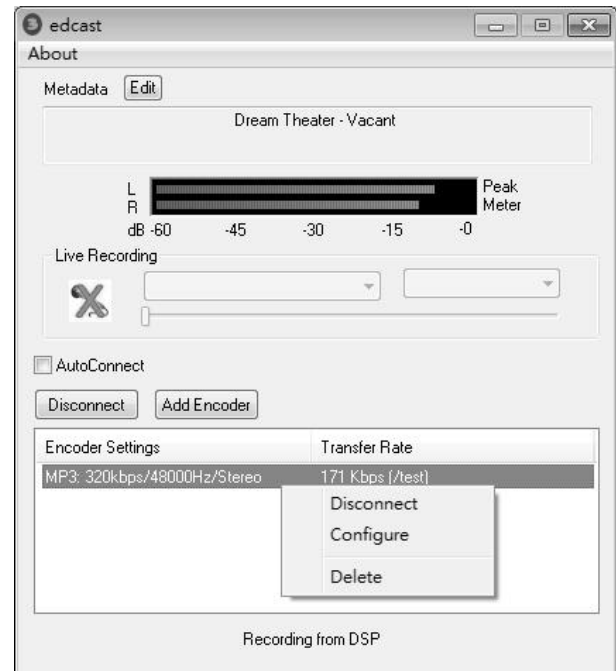 edcast
About
Metadata Edit
Dream Theater - Vacant
L Peak
R Meter
dB -60 -45 -30 -15 -0
Live Recording
AutoConnect
Disconnect Add Encoder
Encoder Settings Transfer Rate
MP3: 320kbps/48000Hz/Stereo 171 Kbps (/test)
Disconnect
Configure
Delete
Recording from DSP